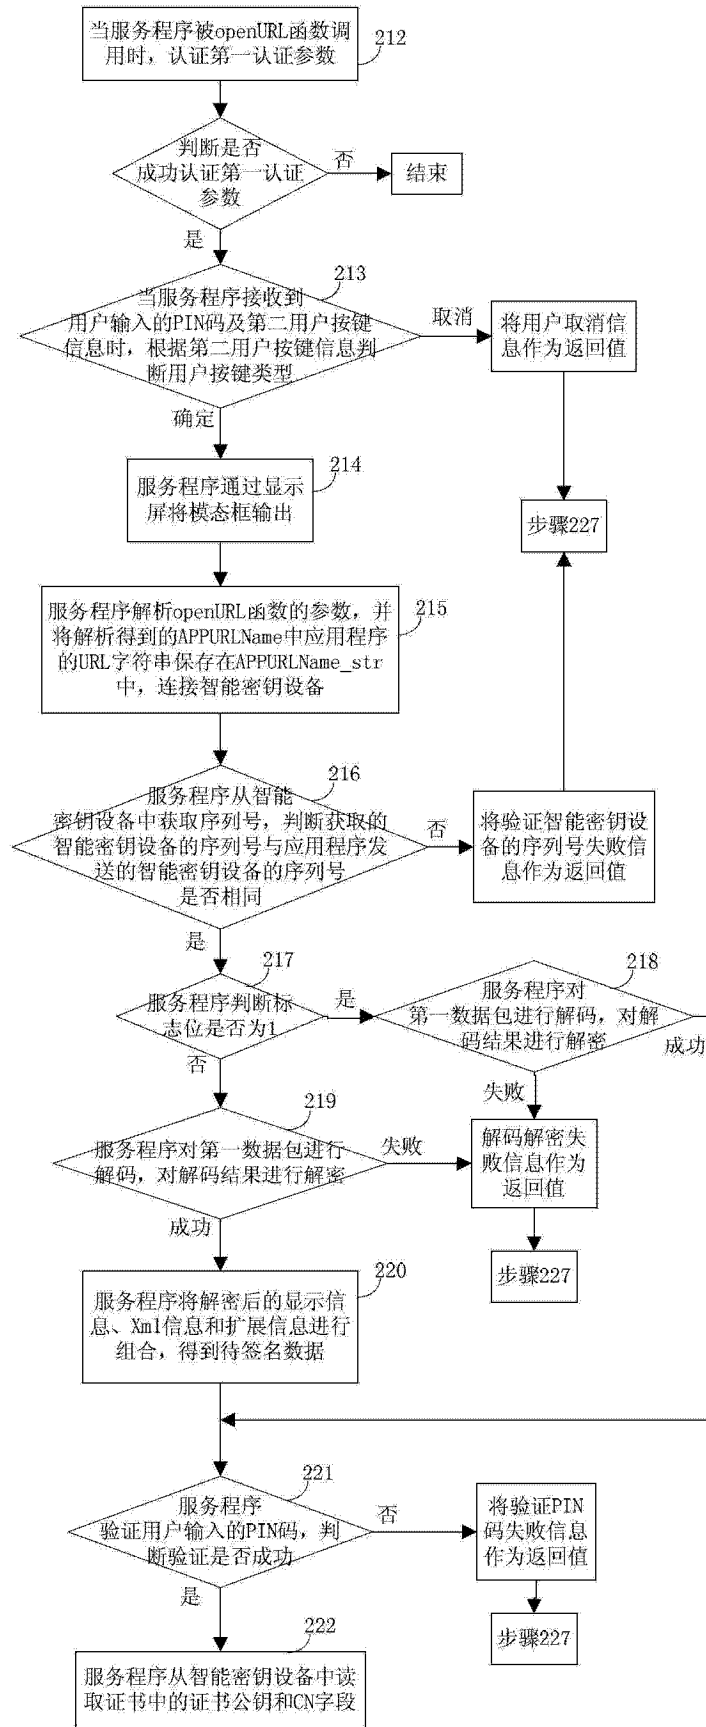 当服务程序被openURL函数调
用时，认证第一认证参数
212
判断是否
成功认证第一认证
参数
否
结束
是
213
当服务程序接收到
用户输入的PIN码及第二用户按键
信息时，根据第二用户按键信息判
断用户按键类型
取消
将用户取消信
息作为返回值
确定
214
服务程序通过显示
屏将模态框输出
步骤227
215
服务程序解析openURL函数的参数，并
将解析得到的APPURLName中应用程序
的URL字符串保存在APPURLName_str
中，连接智能密钥设备
216
服务程序从智能
密钥设备中获取序列号，判断获取的
智能密钥设备的序列号与应用程序发
送的智能密钥设备的序列号
是否相同
否
将验证智能密钥设
备的序列号失败信
息作为返回值
是
217
服务程序判断标
志位是否为1
是
218
服务程序对
第一数据包进行解码，对解
码结果进行解密
成功
否
失败
219
服务程序对第一数据包进行
解码，对解码结果进行解密
失败
解码解密失
败信息作为
返回值
成功
步骤227
220
服务程序将解密后的显示信
息、Xml信息和扩展信息进行
组合，得到待签名数据
221
服务程序
验证用户输入的PIN码，判
断验证是否成功
否
将验证PIN
码失败信息
作为返回值
是
步骤227
222
服务程序从智能密钥设备中读
取证书中的证书公钥和CN字段